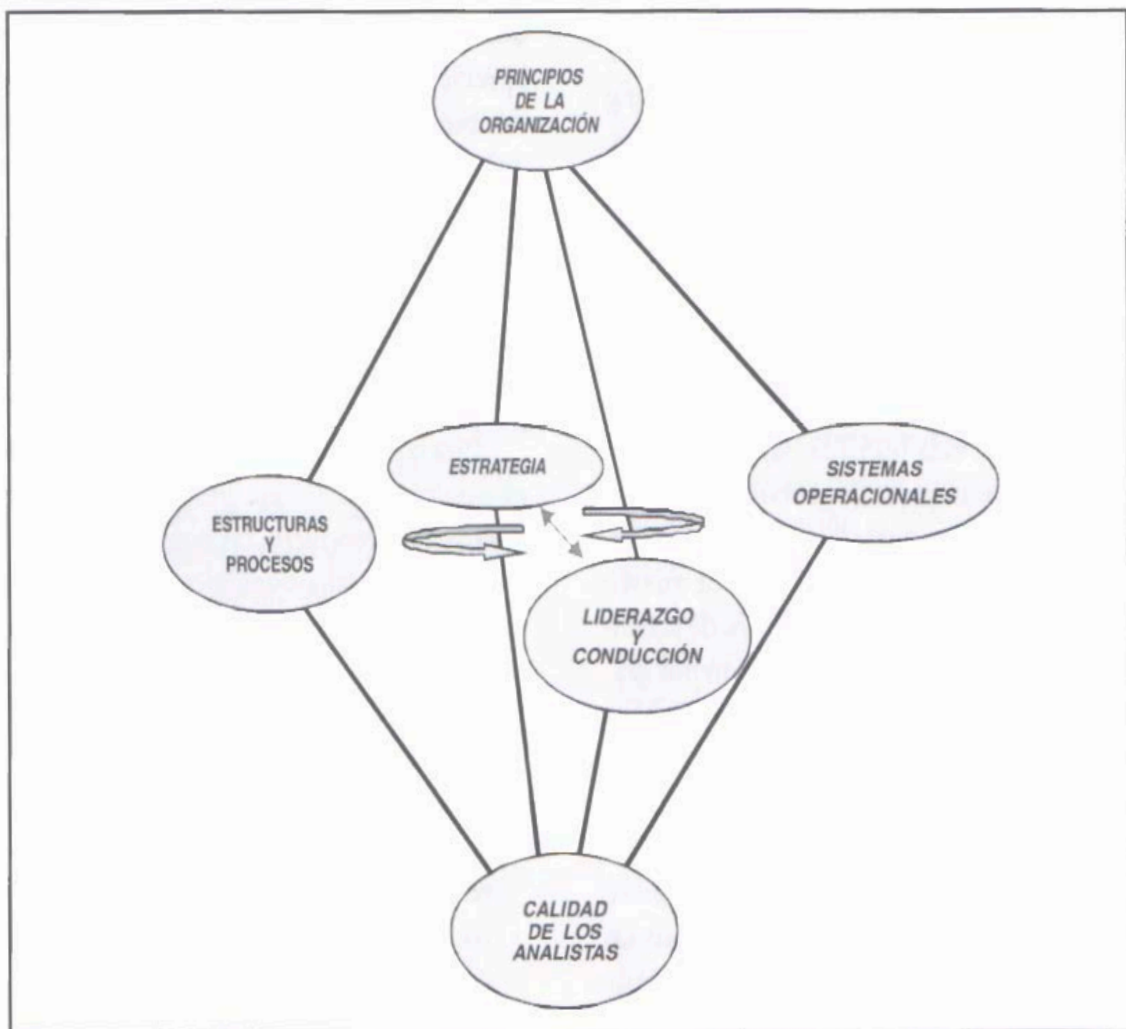 PRINCIPIOS
DE LA
ORGANIZACIÓN
ESTRATEGIA
SISTEMAS
OPERACIONALES
ESTRUCTURAS
Y
PROCESOS
LIDERAZGO
Y
CONDUCCIÓN
CALIDAD
DE LOS
ANALISTAS